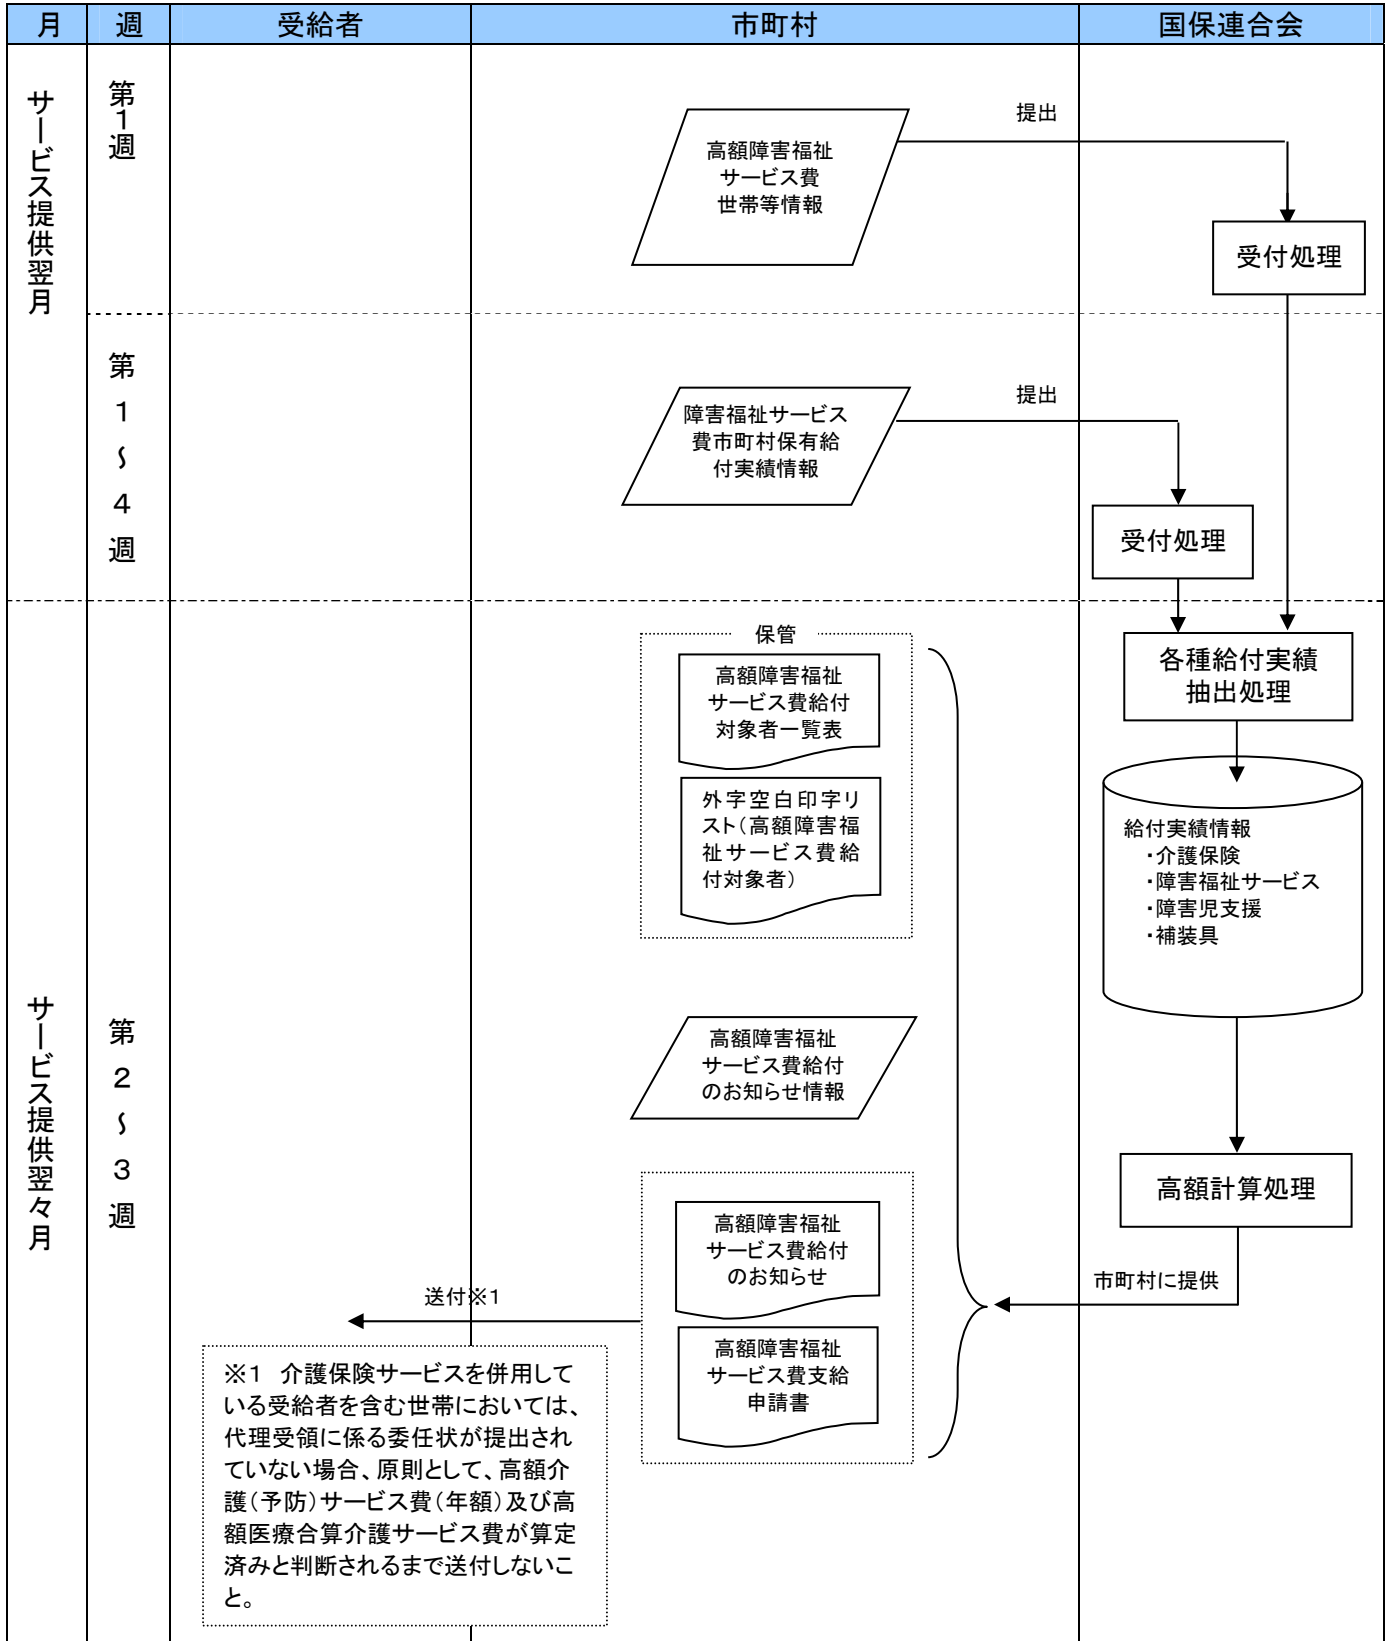 月
週
受給者
市町村
国保連合会
サービス提供翌月
第1週
高額障害福祉
サービス費
世帯等情報
提出
受付処理
第
1
～
4
週
障害福祉サービス
費市町村保有給
付実績情報
提出
受付処理
サービス提供翌々月
第
2
～
3
週
保管
高額障害福祉
サービス費給付
対象者一覧表
外字空白印字リ
スト（高額障害福
祉サービス費給
付対象者）
各種給付実績
抽出処理
給付実績情報
・介護保険
・障害福祉サービス
・障害児支援
・補装具
高額障害福祉
サービス費給付
のお知らせ情報
高額計算処理
市町村に提供
高額障害福祉
サービス費給付
のお知らせ
高額障害福祉
サービス費支給
申請書
送付※1
※1　介護保険サービスを併用して
いる受給者を含む世帯においては、
代理受領に係る委任状が提出され
ていない場合、原則として、高額介
護（予防）サービス費（年額）及び高
額医療合算介護サービス費が算定
済みと判断されるまで送付しないこ
と。